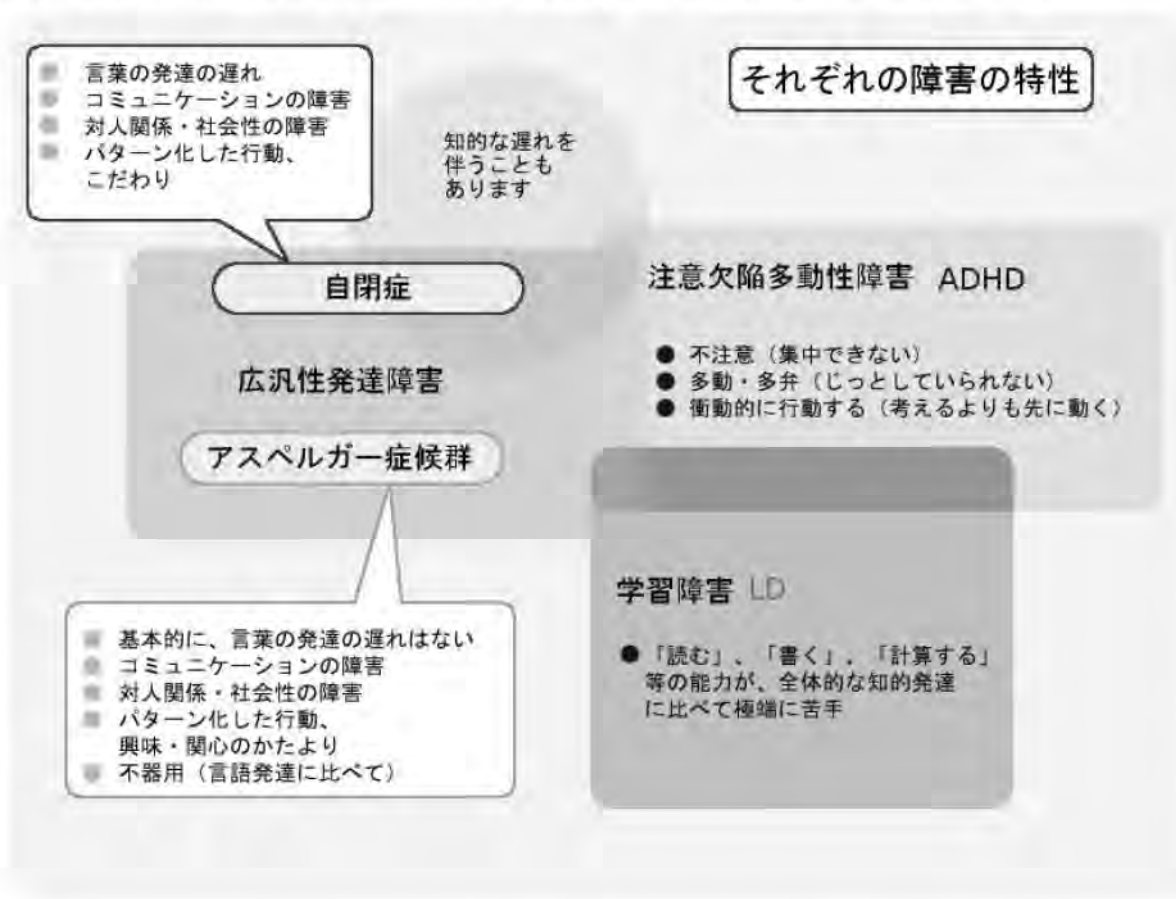 それぞれの障害の特性
言葉の発達の遅れ
コミュニケーションの障害
対人関係・社会性の障害
パターン化した行動、
こだわり
知的な遅れを
伴うことも
あります
自閉症
広汎性発達障害
アスペルガー症候群
基本的に、言葉の発達の遅れはない
コミュニケーションの障害
対人関係・社会性の障害
パターン化した行動、
興味・関心のかたより
不器用（言語発達に比べて）
注意欠陥多動性障害 ADHD
● 不注意（集中できない）
● 多動・多弁（じっとしていられない）
● 衝動的に行動する（考えるよりも先に動く）
学習障害 LD
● 「読む」、「書く」、「計算する」
等の能力が、全体的な知的発達
に比べて極端に苦手